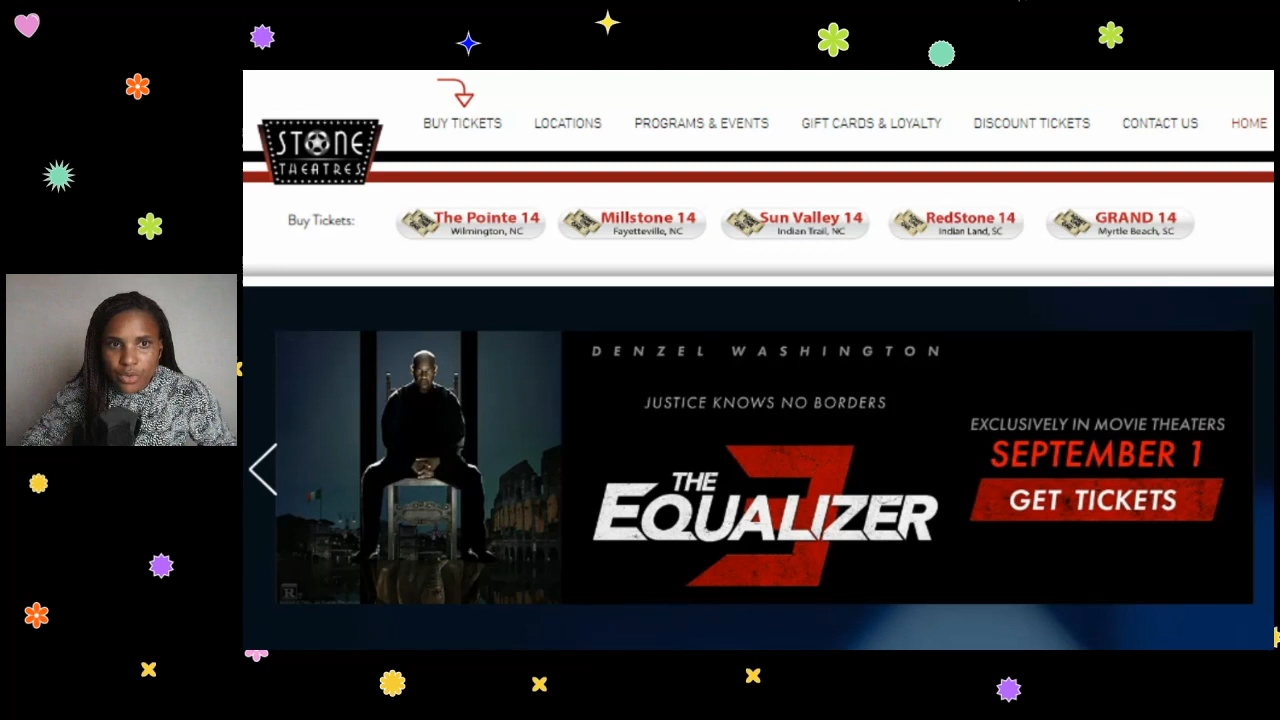 BUY TICKETS LOCATIONS PROGRAMS & EVENTS GIFT CARDS & LOYALTY DISCOUNT TICKETS CONTACT US HOME
STONE
THEATRES
Buy Tickets:
The Pointe 14
Wilmington, NC
Millstone 14
Fayetteville, NC
Sun Valley 14
Indian Trail, NC
RedStone 14
Indian Land, SC
GRAND 14
Myrtle Beach, SC
DENZEL WASHINGTON
JUSTICE KNOWS NO BORDERS
THE
EQUALIZER
3
EXCLUSIVELY IN MOVIE THEATERS
SEPTEMBER 1
GET TICKETS
R